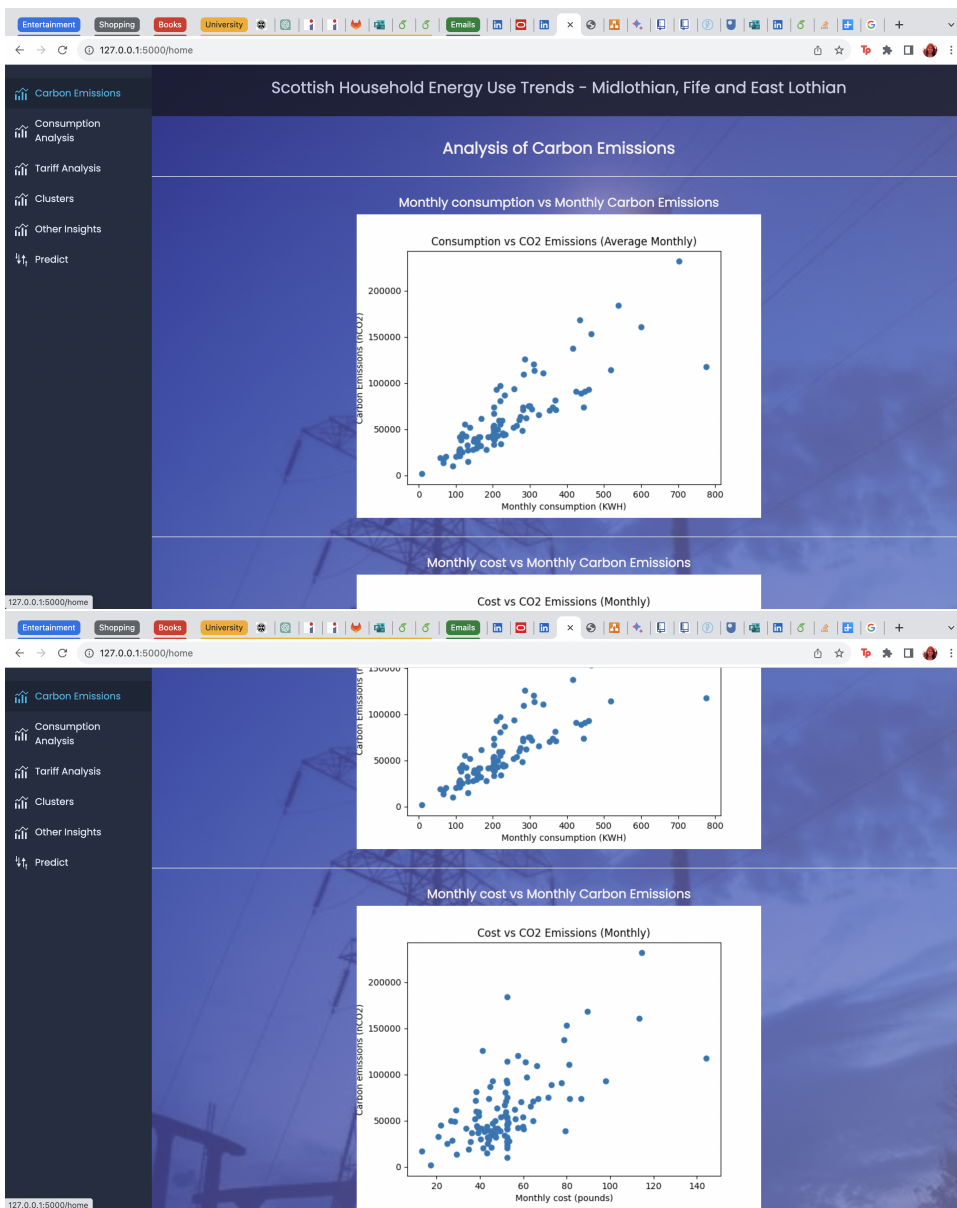 Entertainment Shopping Books University Emails
127.0.0.1:5000/home
Scottish Household Energy Use Trends - Midlothian, Fife and East Lothian
Carbon Emissions
Consumption
Analysis
Tariff Analysis
Clusters
Other Insights
Predict
Analysis of Carbon Emissions
Monthly consumption vs Monthly Carbon Emissions
Consumption vs CO2 Emissions (Average Monthly)
Carbon Emissions (nCO2)
200000
150000
100000
50000
0
0 100 200 300 400 500 600 700 800
Monthly consumption (KWH)
Monthly cost vs Monthly Carbon Emissions
Cost vs CO2 Emissions (Monthly)
127.0.0.1:5000/home
Entertainment Shopping Books University Emails
127.0.0.1:5000/home
Carbon Emissions
Consumption
Analysis
Tariff Analysis
Clusters
Other Insights
Predict
150000
100000
50000
0
0 100 200 300 400 500 600 700 800
Monthly consumption (KWH)
Monthly cost vs Monthly Carbon Emissions
Cost vs CO2 Emissions (Monthly)
Carbon emissions (nCO2)
200000
150000
100000
50000
0
20 40 60 80 100 120 140
Monthly cost (pounds)
127.0.0.1:5000/home